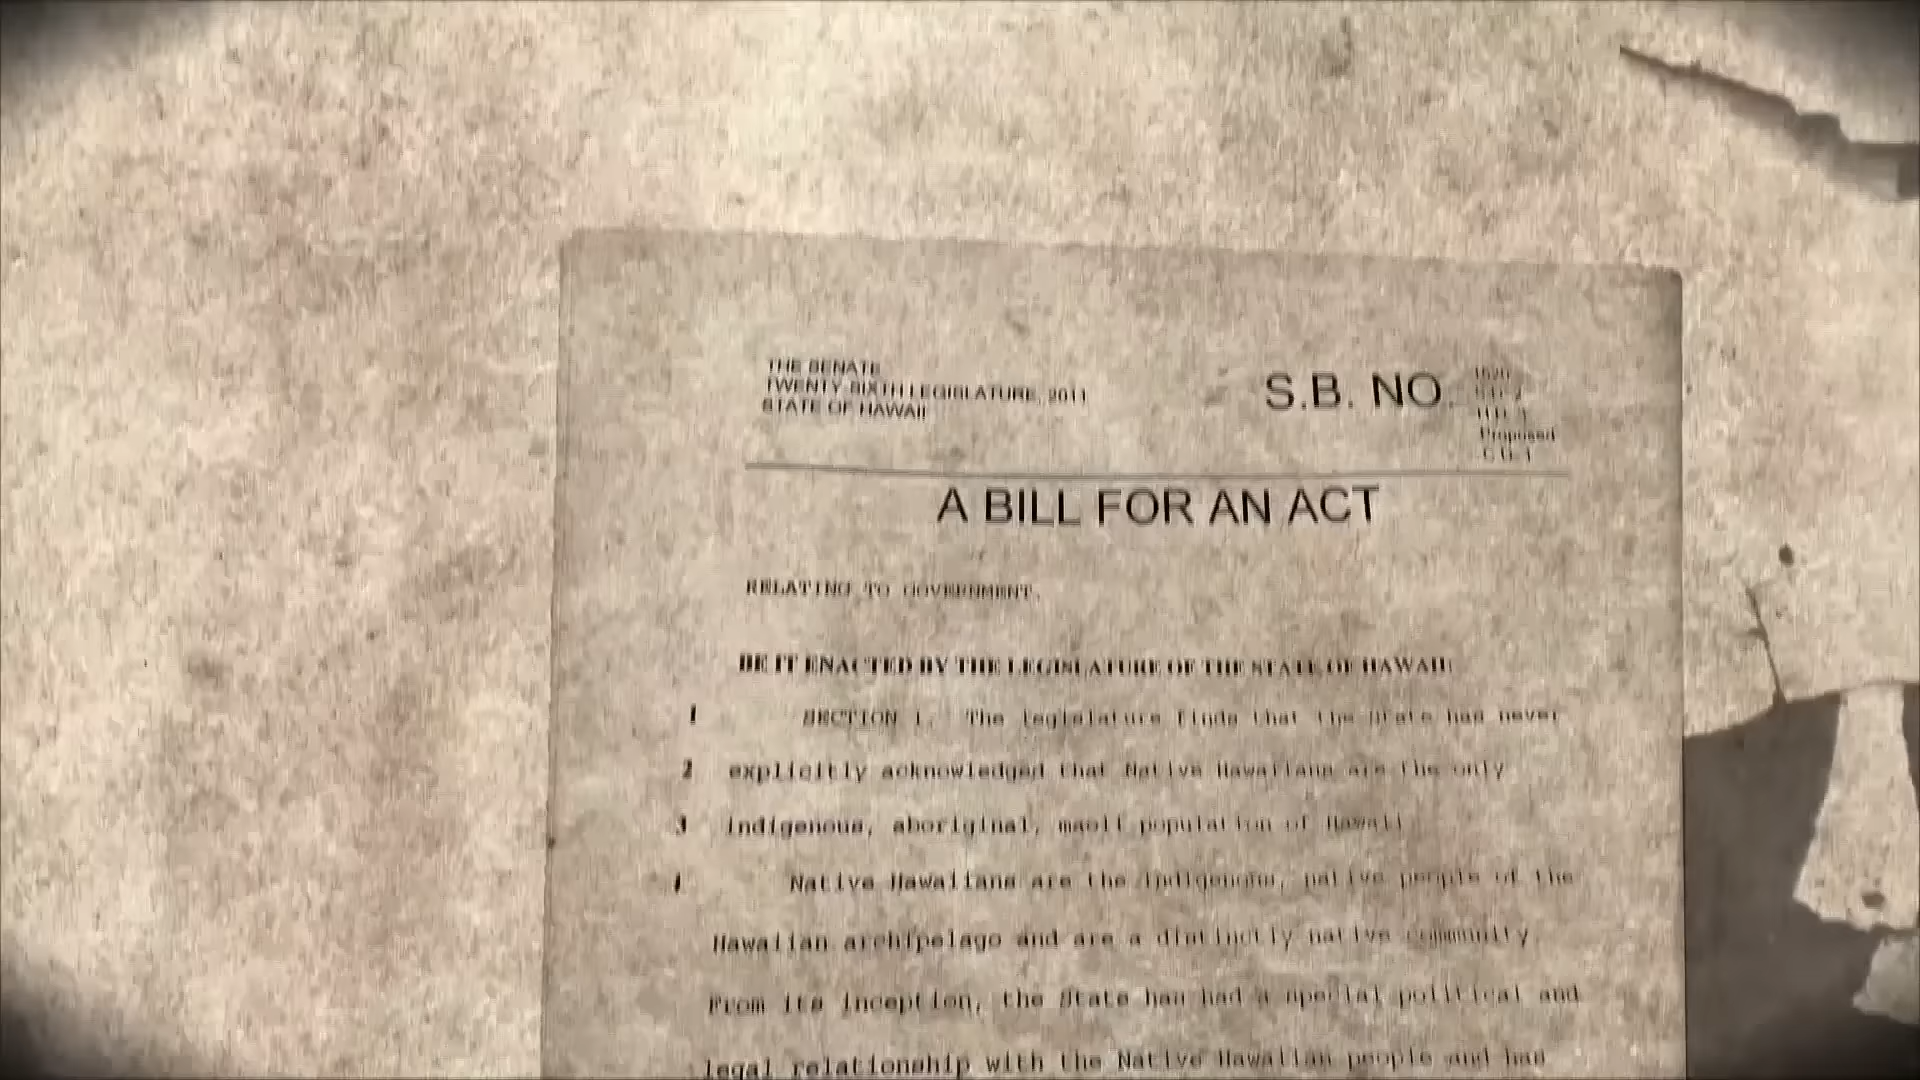 THE SENATE
TWENTY-SIXTH LEGISLATURE, 2011
STATE OF HAWAII
S.B. NO.
1520
Proposed
C.D. 1
A BILL FOR AN ACT
RELATING TO GOVERNMENT.
BE IT ENACTED BY THE LEGISLATURE OF THE STATE OF HAWAII:
1 SECTION 1. The legislature finds that the State has never
2 explicitly acknowledged that Native Hawaiians are the only
3 indigenous, aboriginal, maoli population of Hawaii
4 Native Hawaiians are the indigenous, native people of the
Hawaiian archipelago and are a distinctly native community.
From its inception, the State has had a special political and
legal relationship with the Native Hawaiian people and has